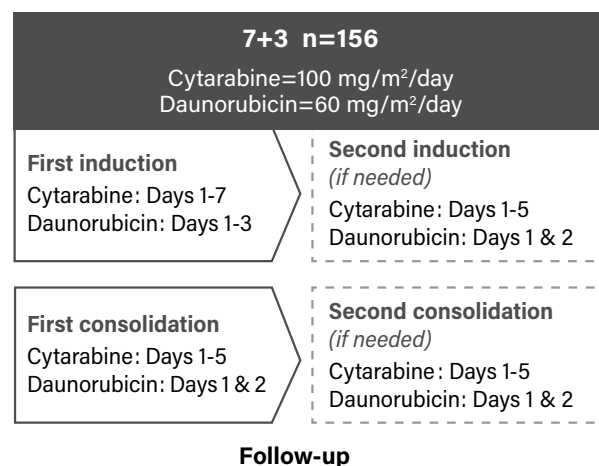 7+3 n=156
Cytarabine=100 mg/m²/day
Daunorubicin=60 mg/m²/day
First induction
Cytarabine: Days 1-7
Daunorubicin: Days 1-3
Second induction
(if needed)
Cytarabine: Days 1-5
Daunorubicin: Days 1 & 2
First consolidation
Cytarabine: Days 1-5
Daunorubicin: Days 1 & 2
Second consolidation
(if needed)
Cytarabine: Days 1-5
Daunorubicin: Days 1 & 2
Follow-up